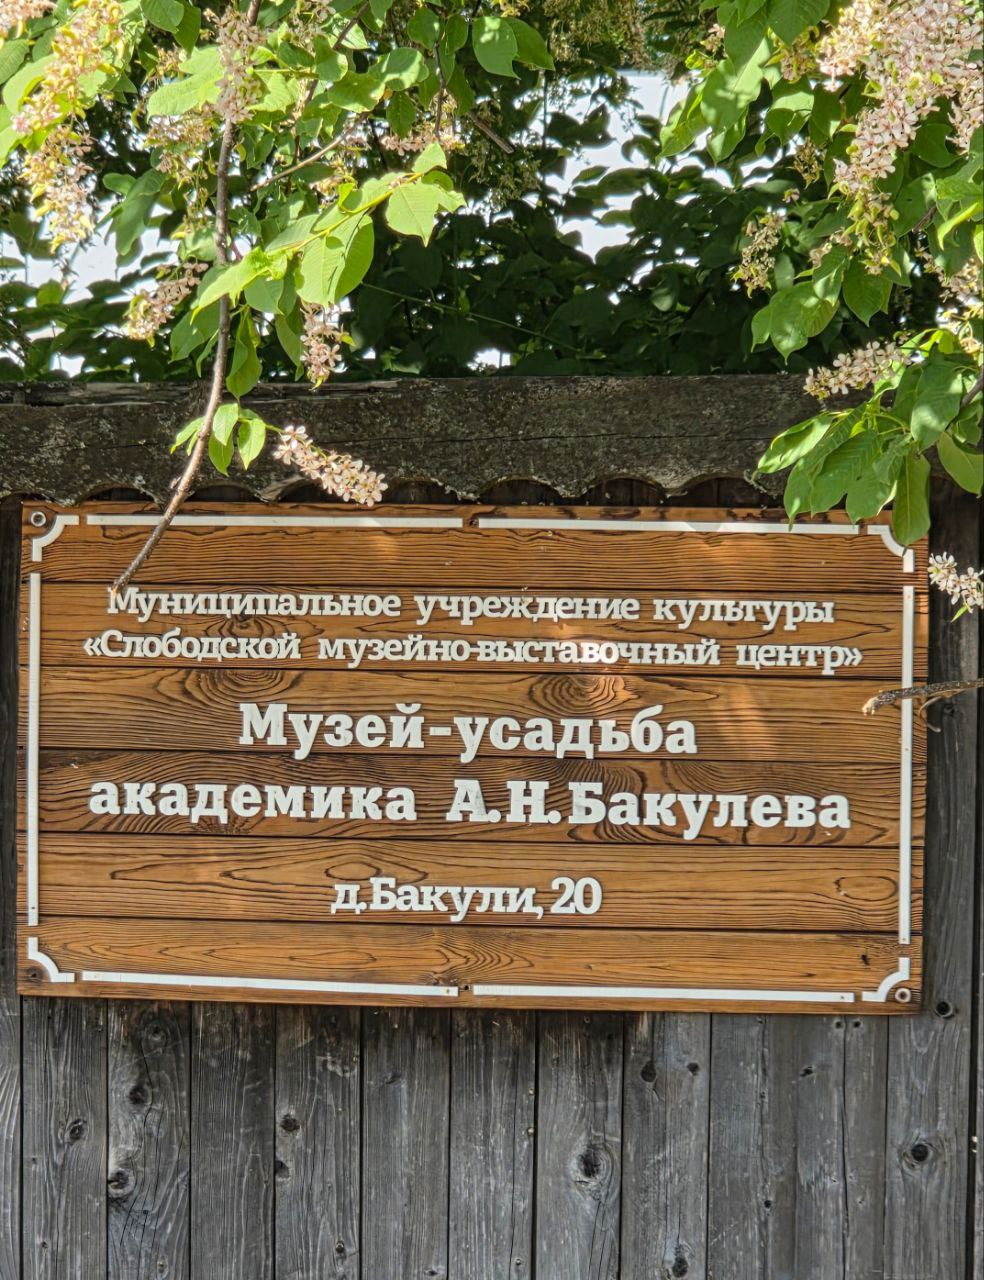 Муниципальное учреждение культуры
«Слободской музейно-выставочный центр»
Музей-усадьба
академика А.Н.Бакулева
д.Бакули, 20